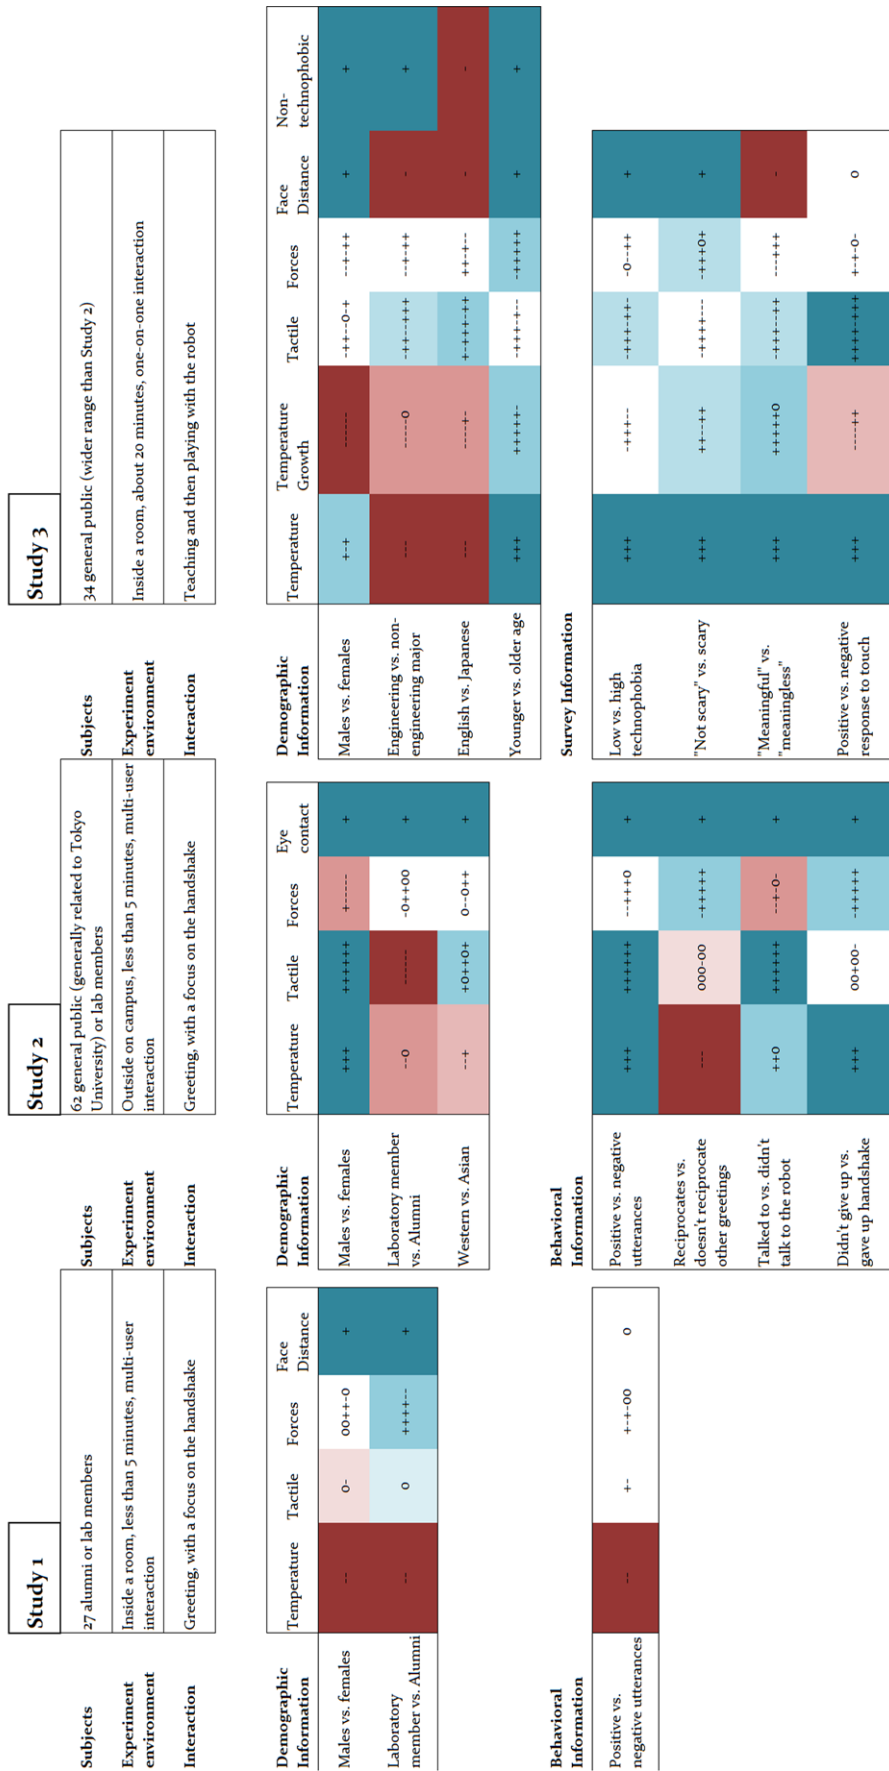 Study 1
Subjects
27 alumni or lab members
Experiment
environment
Inside a room, less than 5 minutes, multi-user
interaction
Interaction
Greeting, with a focus on the handshake
Demographic
Information
Temperature
Tactile
Forces
Face
Distance
Males vs. females
--
0-
00++-0
+
Laboratory
member vs. Alumni
--
0
++++--
+
Behavioral
Information
Positive vs.
negative utterances
--
+-
+-+-00
0
Study 2
Subjects
62 general public (generally related to Tokyo
University) or lab members
Experiment
environment
Outside on campus, less than 5 minutes, multi-user
interaction
Interaction
Greeting, with a focus on the handshake
Demographic
Information
Temperature
Tactile
Forces
Eye
contact
Males vs. females
+++
++++++
+-----
+
Laboratory member
vs. Alumni
--0
------
-0++00
+
Western vs. Asian
--+
+0++0+
0--0++
+
Behavioral
Information
Positive vs. negative
utterances
+++
++++++
--+++0
+
Reciprocates vs.
doesn't reciprocate
other greetings
---
000-00
-+++++
+
Talked to vs. didn't
talk to the robot
++0
++++++
--+-0-
+
Didn't give up vs.
gave up handshake
+++
00+00-
-+++++
+
Study 3
Subjects
34 general public (wider range than Study 2)
Experiment
environment
Inside a room, about 20 minutes, one-on-one interaction
Interaction
Teaching and then playing with the robot
Demographic
Information
Temperature
Temperature
Growth
Tactile
Forces
Face
Distance
Non-
technophobic
Males vs. females
+-+
------
-++--0-+
--+-++
+
+
Engineering vs. non-
engineering major
---
-----0
-+++--+++
--++++
-
+
English vs. Japanese
---
----+-
+-++++-++
++-+--
-
-
Younger vs. older age
+++
+++++-
-++++--+--
-+++++
+
+
Survey Information
Low vs. high
technophobia
+++
-+++--
-+++-++-
-0--++
+
"Not scary" vs. scary
+++
++--++
-++++---
-+++0+
+
"Meaningful" vs.
"meaningless"
+++
+++++0
-+++--++
---+++
-
Positive vs. negative
response to touch
+++
----++
++++++++
+-+-0-
0